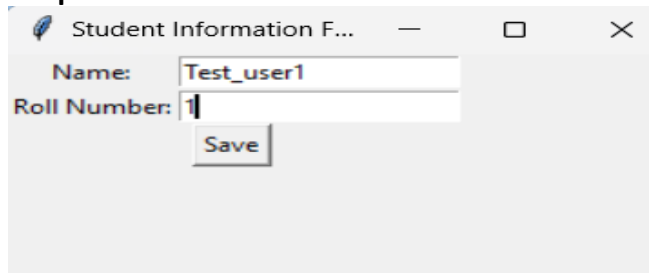 Student Information F...
Name: Test_user1
Roll Number: 1
Save